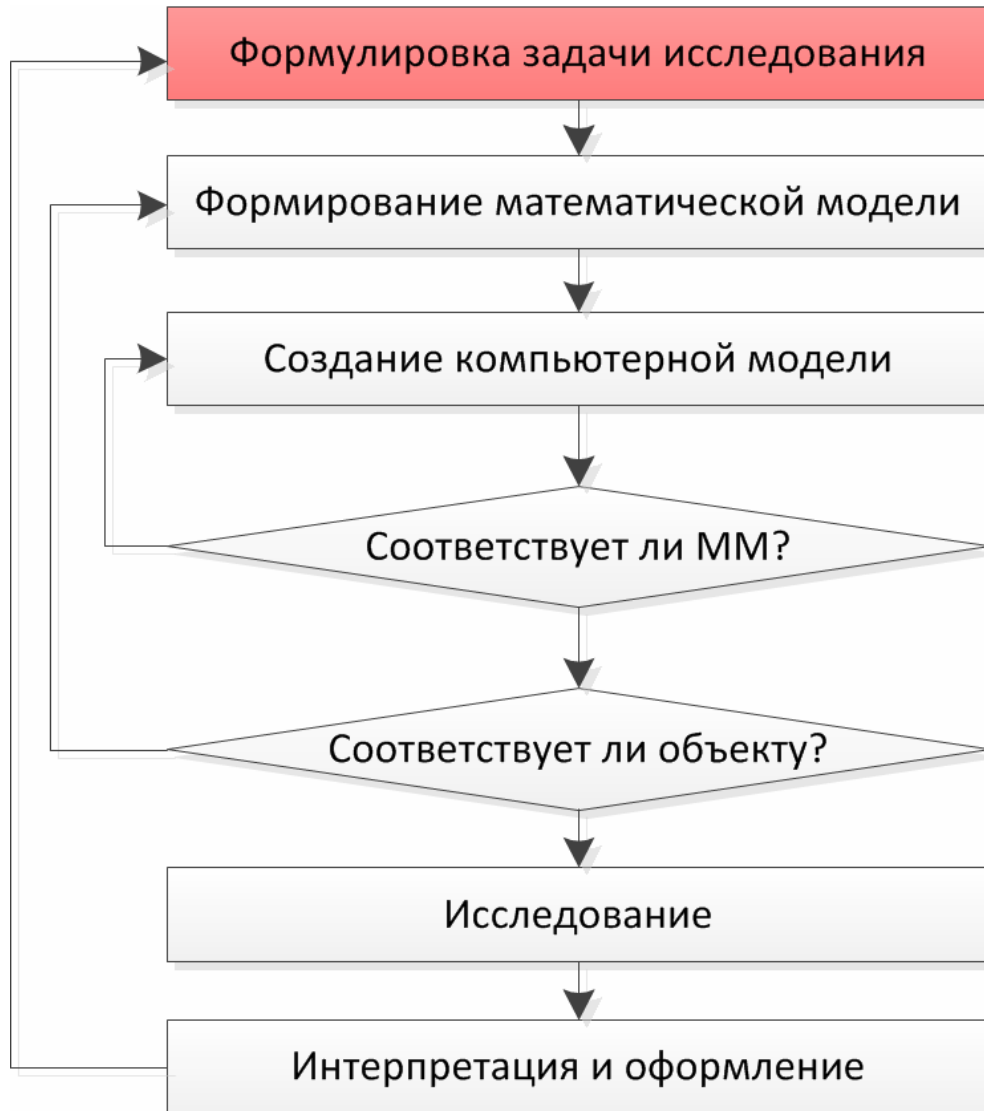 Формулировка задачи исследования
Формирование математической модели
Создание компьютерной модели
Соответствует ли ММ?
Соответствует ли объекту?
Исследование
Интерпретация и оформление